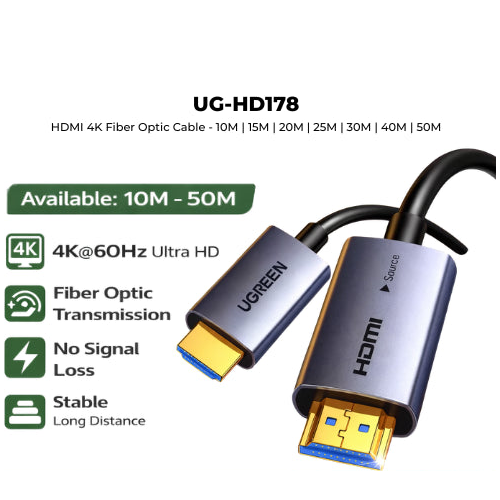 UG-HD178
HDMI 4K Fiber Optic Cable - 10M | 15M | 20M | 25M | 30M | 40M | 50M
Available: 10M - 50M
4K
4K@60Hz Ultra HD
Fiber Optic
Transmission
No Signal
Loss
Stable
Long Distance
UGREEN
Source
HDMI